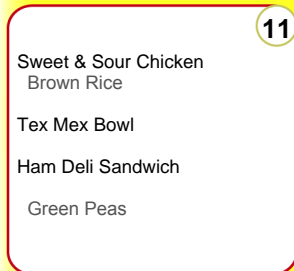 11
Sweet & Sour Chicken
Brown Rice
Tex Mex Bowl
Ham Deli Sandwich
Green Peas